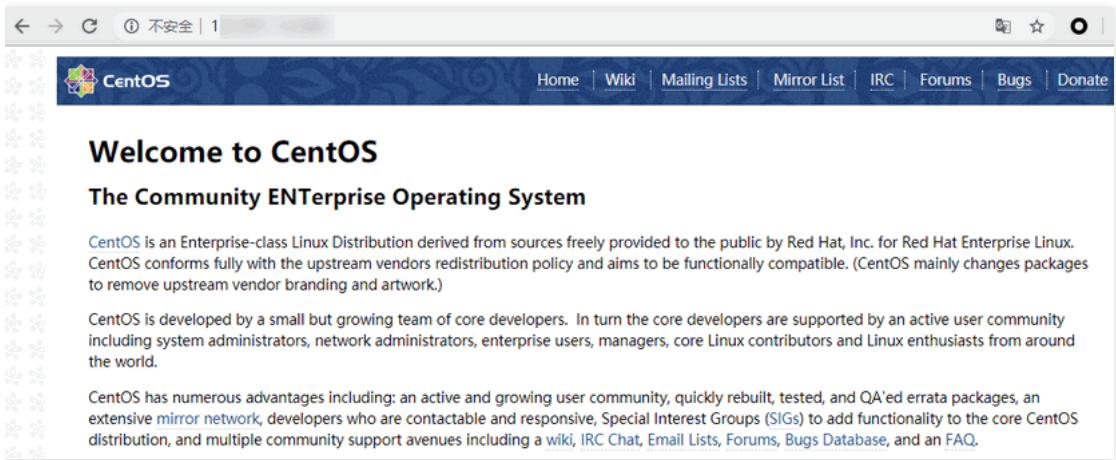 不安全 | 1
CentOS
Home | Wiki | Mailing Lists | Mirror List | IRC | Forums | Bugs | Donate
Welcome to CentOS
The Community ENTerprise Operating System
CentOS is an Enterprise-class Linux Distribution derived from sources freely provided to the public by Red Hat, Inc. for Red Hat Enterprise Linux.
CentOS conforms fully with the upstream vendors redistribution policy and aims to be functionally compatible. (CentOS mainly changes packages
to remove upstream vendor branding and artwork.)
CentOS is developed by a small but growing team of core developers.  In turn the core developers are supported by an active user community
including system administrators, network administrators, enterprise users, managers, core Linux contributors and Linux enthusiasts from around
the world.
CentOS has numerous advantages including: an active and growing user community, quickly rebuilt, tested, and QA'ed errata packages, an
extensive mirror network, developers who are contactable and responsive, Special Interest Groups (SIGs) to add functionality to the core CentOS
distribution, and multiple community support avenues including a wiki, IRC Chat, Email Lists, Forums, Bugs Database, and an FAQ.